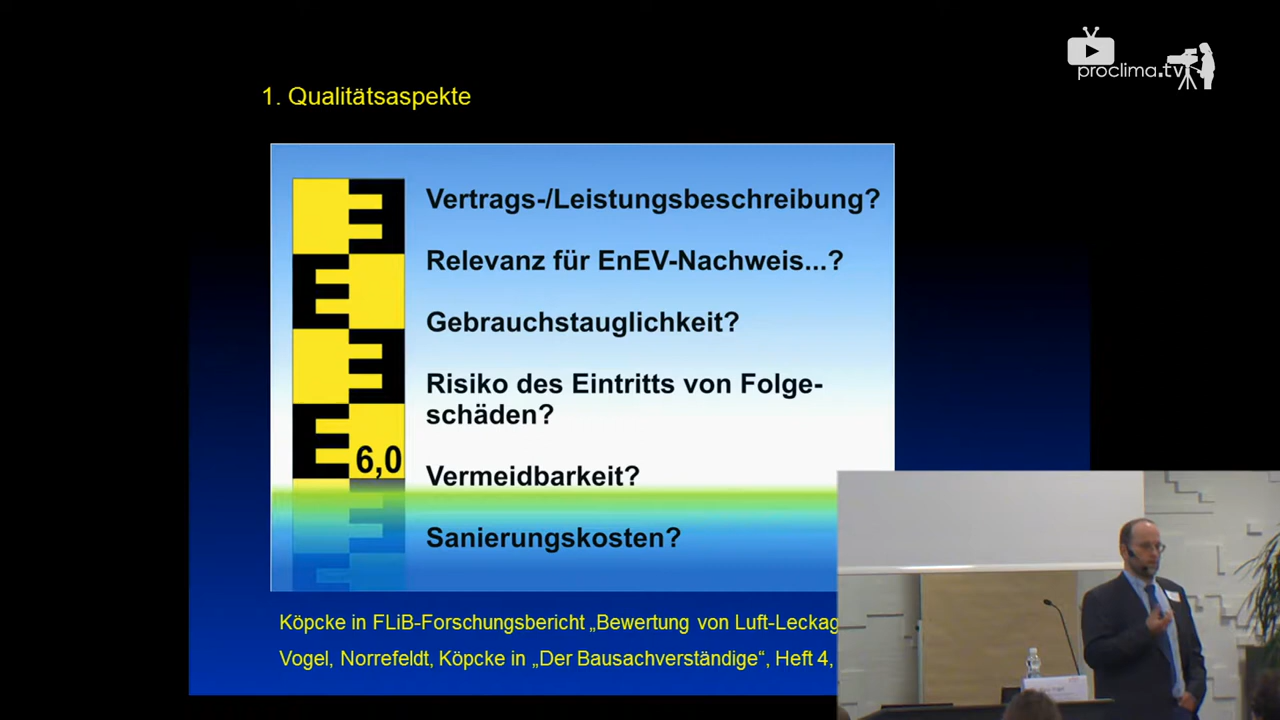 proclima.tv
1. Qualitätsaspekte
Vertrags-/Leistungsbeschreibung?
Relevanz für EnEV-Nachweis...?
Gebrauchstauglichkeit?
Risiko des Eintritts von Folge-
schäden?
6,0
Vermeidbarkeit?
Sanierungskosten?
Köpcke in FLiB-Forschungsbericht „Bewertung von Luft-Leckag
Vogel, Norrefeldt, Köpcke in „Der Bausachverständige“, Heft 4,